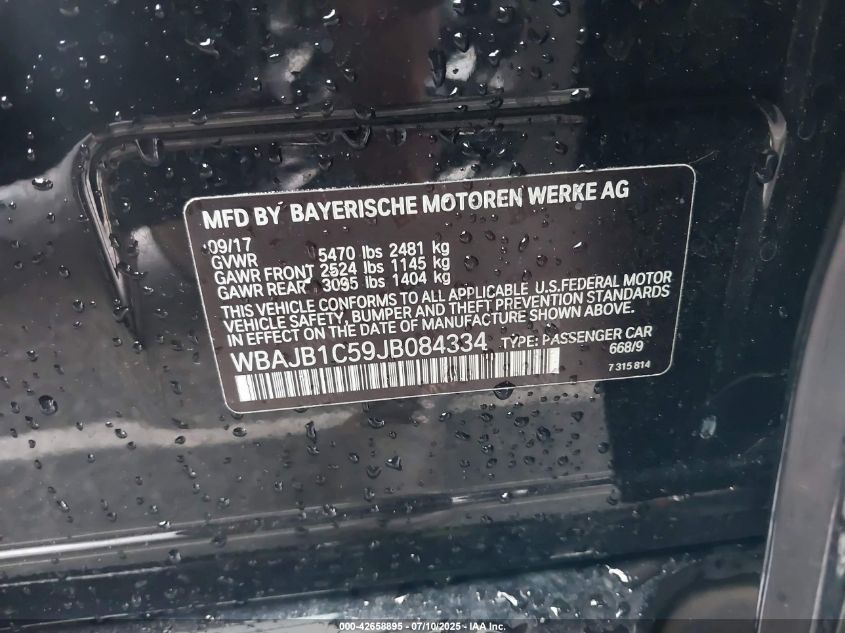 MFD BY BAYERISCHE MOTOREN WERKE AG
09/17
GVWR 5470 lbs 2481 kg
GAWR FRONT 2524 lbs 1145 kg
GAWR REAR 3095 lbs 1404 kg
THIS VEHICLE CONFORMS TO ALL APPLICABLE U.S.FEDERAL MOTOR
VEHICLE SAFETY, BUMPER AND THEFT PREVENTION STANDARDS
IN EFFECT ON THE DATE OF MANUFACTURE SHOWN ABOVE.
WBAJB1C59JB084334 TYPE: PASSENGER CAR
668/9
7 315 814
000-42658895 - 07/10/2025 - IAA Inc.